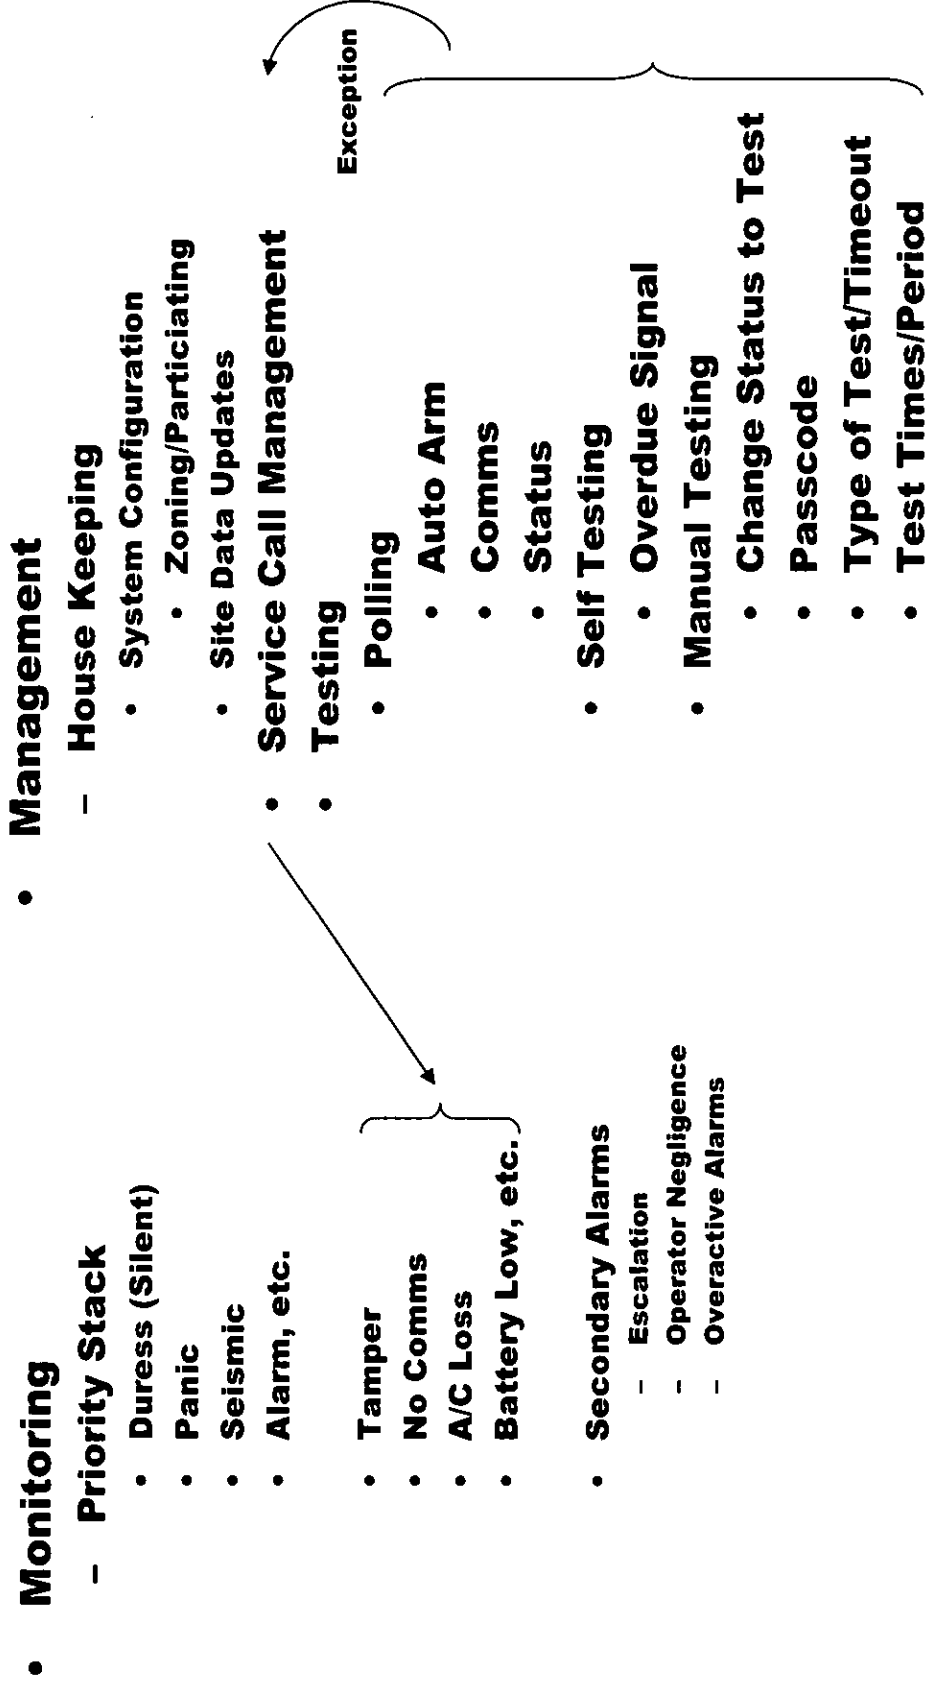 • Monitoring
– Priority Stack
• Duress (Silent)
• Panic
• Seismic
• Alarm, etc.
• Tamper
• No Comms
• A/C Loss
• Battery Low, etc.
• Secondary Alarms
– Escalation
– Operator Negligence
– Overactive Alarms
• Management
– House Keeping
• System Configuration
• Zoning/Particiating
• Site Data Updates
• Service Call Management
• Testing
• Polling
• Auto Arm
• Comms
• Status
• Self Testing
• Overdue Signal
• Manual Testing
• Change Status to Test
• Passcode
• Type of Test/Timeout
• Test Times/Period
Exception